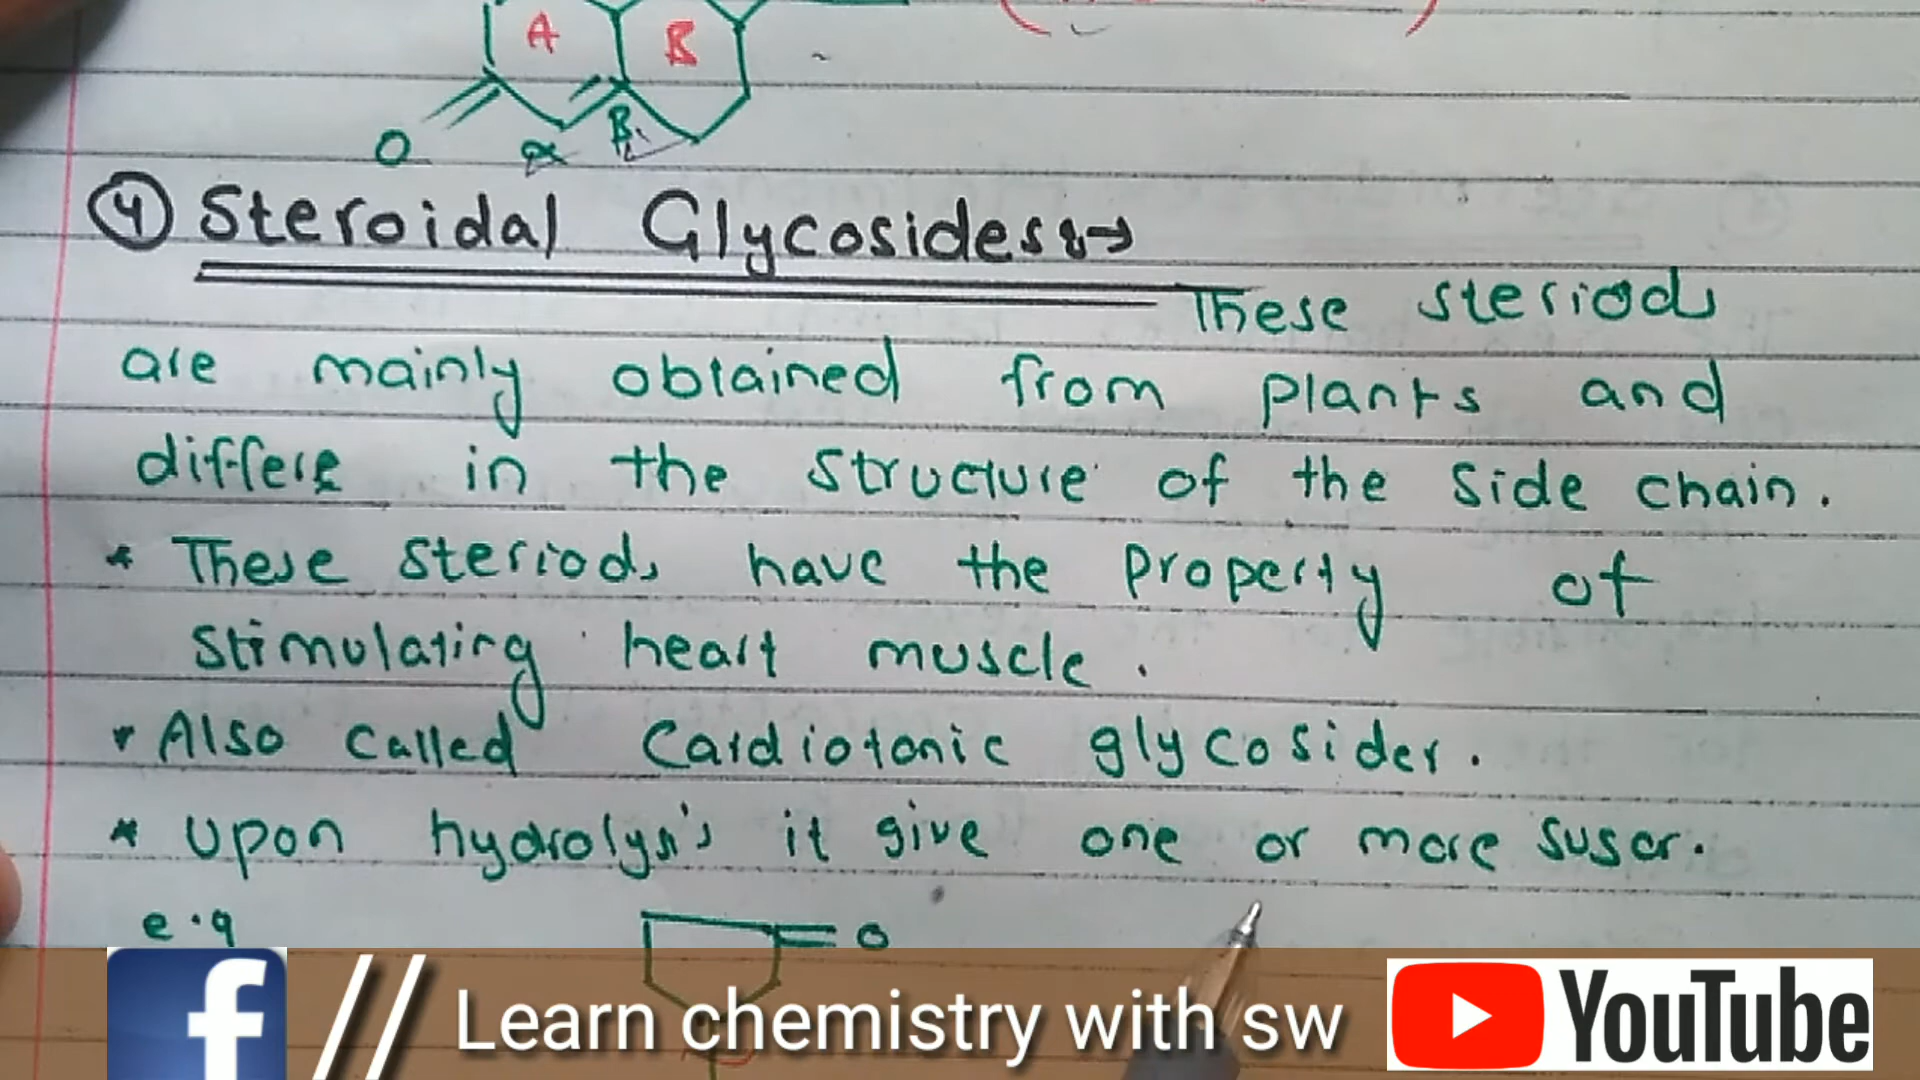 A B
O α β
④ Steroidal Glycosides:→
These steriods
are mainly obtained from plants and
differs in the structure of the side chain.
* These steriods have the property of
stimulating heart muscle.
* Also called Cardiotonic glycosides.
* Upon hydrolysis it give one or more sugar.
e.g
O
f // Learn chemistry with sw YouTube